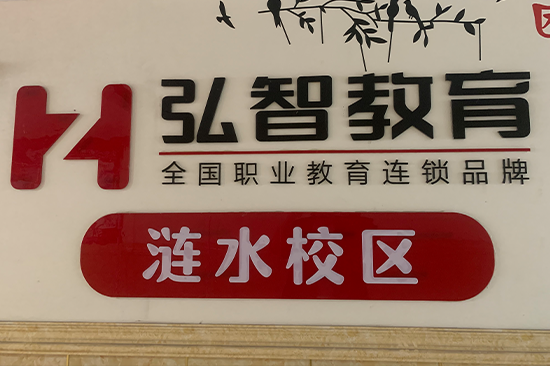 弘智教育
全国职业教育连锁品牌
涟水校区